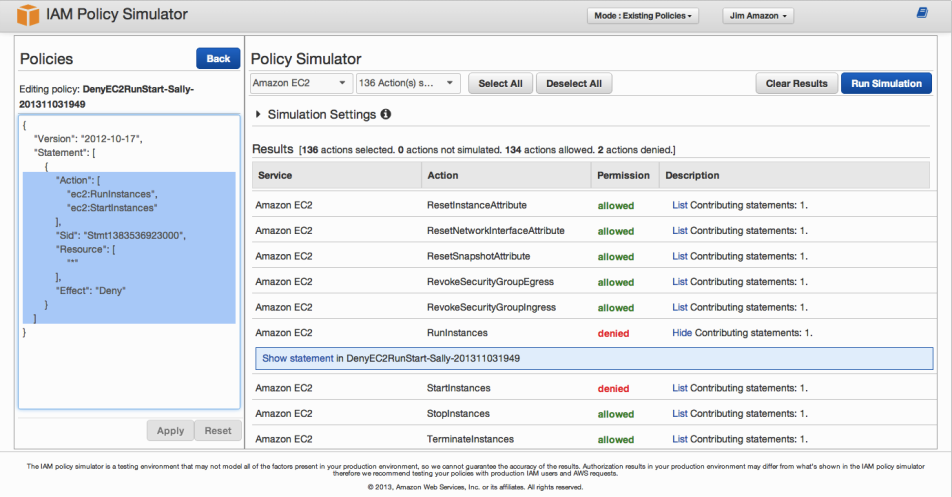 IAM Policy Simulator
Mode : Existing Policies
Jim Amazon
Policies
Back
Editing policy: DenyEC2RunStart-Sally-
201311031949
{
"Version": "2012-10-17",
"Statement": [
{
"Action": [
"ec2:RunInstances",
"ec2:StartInstances"
],
"Sid": "Stmt1383536923000",
"Resource": [
"*"
],
"Effect": "Deny"
}
]
}
Apply
Reset
Policy Simulator
Amazon EC2
136 Action(s) s...
Select All
Deselect All
Clear Results
Run Simulation
Simulation Settings
Results [136 actions selected. 0 actions not simulated. 134 actions allowed. 2 actions denied.]
Service Action Permission Description
Amazon EC2 ResetInstanceAttribute allowed List Contributing statements: 1.
Amazon EC2 ResetNetworkInterfaceAttribute allowed List Contributing statements: 1.
Amazon EC2 ResetSnapshotAttribute allowed List Contributing statements: 1.
Amazon EC2 RevokeSecurityGroupEgress allowed List Contributing statements: 1.
Amazon EC2 RevokeSecurityGroupIngress allowed List Contributing statements: 1.
Amazon EC2 RunInstances denied Hide Contributing statements: 1.
Show statement in DenyEC2RunStart-Sally-201311031949
Amazon EC2 StartInstances denied List Contributing statements: 1.
Amazon EC2 StopInstances allowed List Contributing statements: 1.
Amazon EC2 TerminateInstances allowed List Contributing statements: 1.
The IAM policy simulator is a testing environment that may not model all of the factors present in your production environment, so we cannot guarantee the accuracy of the results. Authorization results in your production environment may differ from what's shown in the IAM policy simulator
therefore we recommend testing your policies with production IAM users and AWS requests.
© 2013, Amazon Web Services, Inc. or its affiliates. All rights reserved.